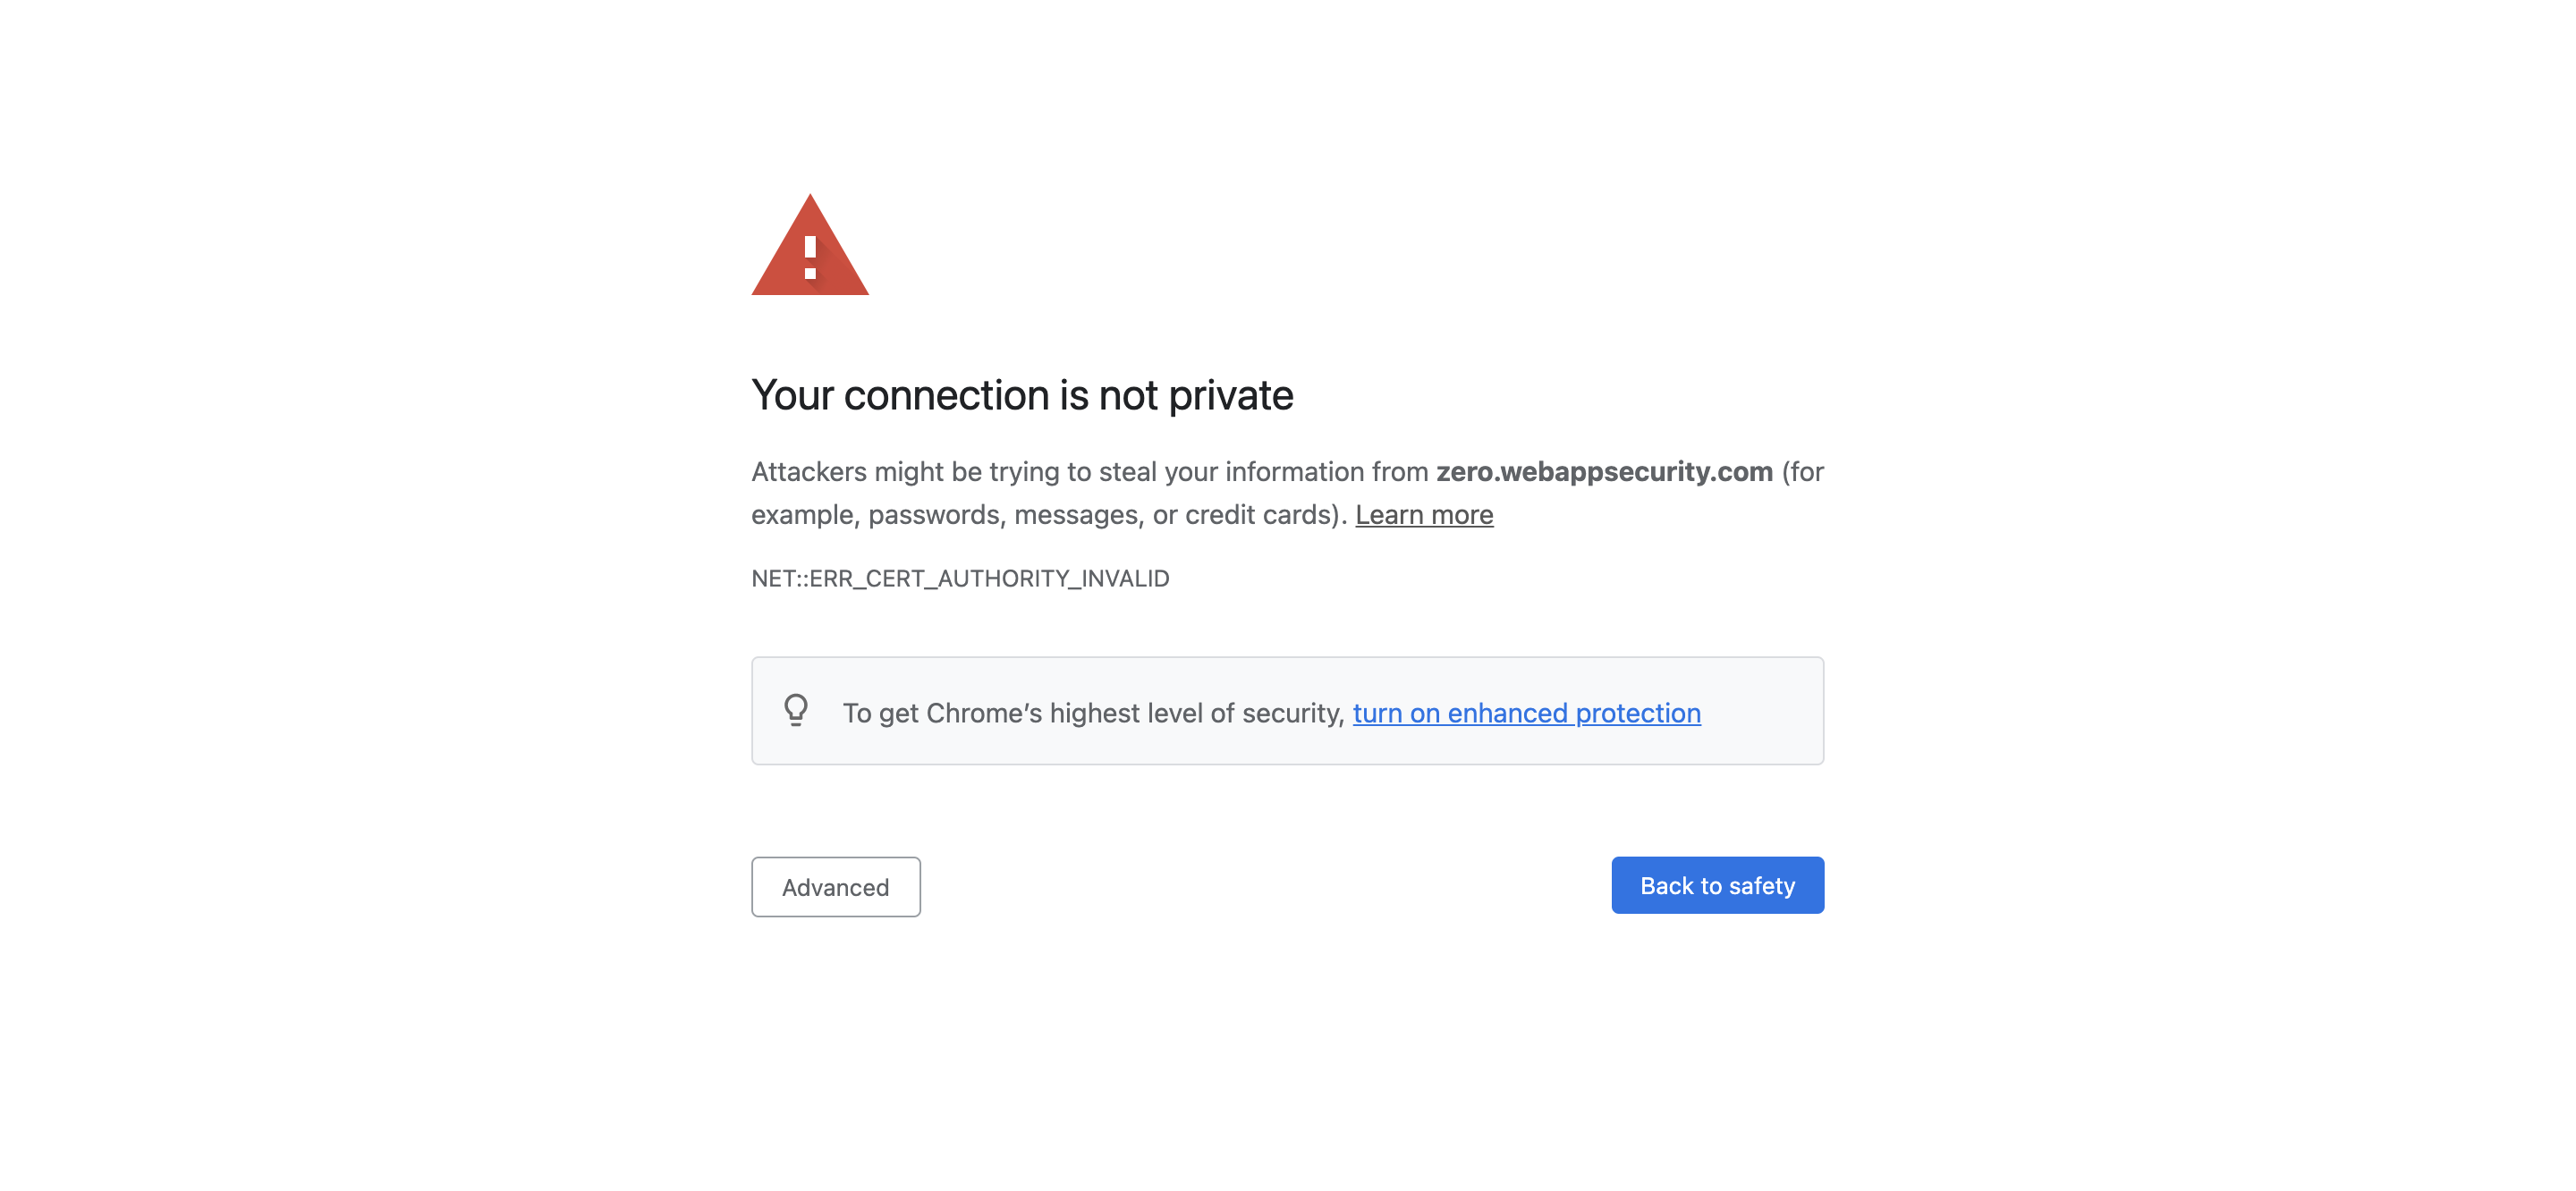 Your connection is not private
Attackers might be trying to steal your information from zero.webappsecurity.com (for
example, passwords, messages, or credit cards). Learn more
NET::ERR_CERT_AUTHORITY_INVALID
To get Chrome’s highest level of security, turn on enhanced protection
Advanced
Back to safety